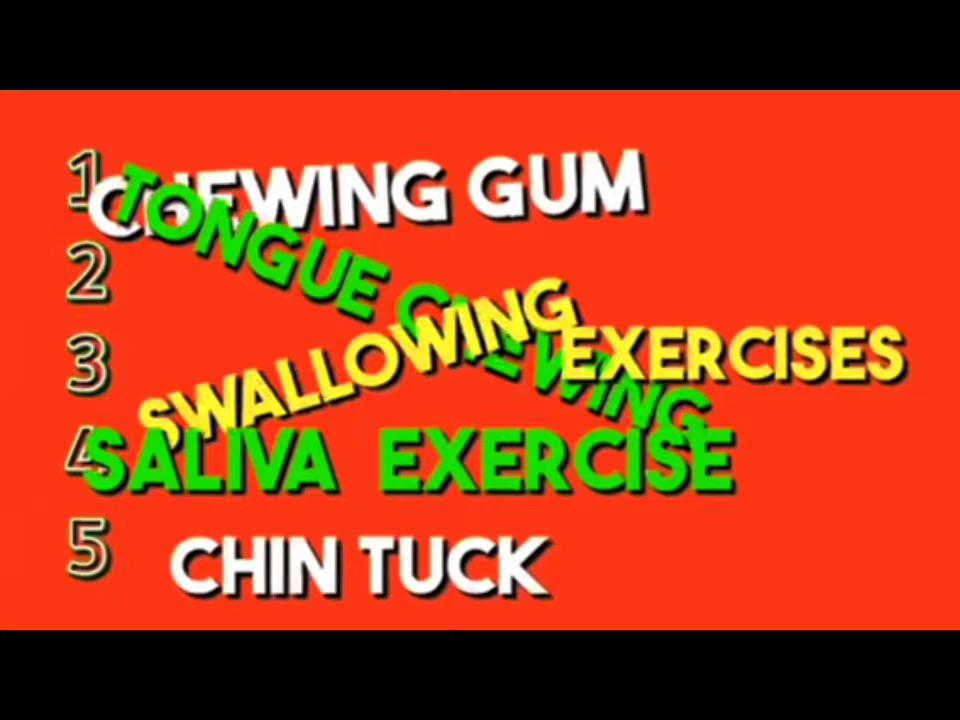 1 CHEWING GUM
2 TONGUE CHEWING
3 SWALLOWING EXERCISES
4 SALIVA EXERCISE
5 CHIN TUCK